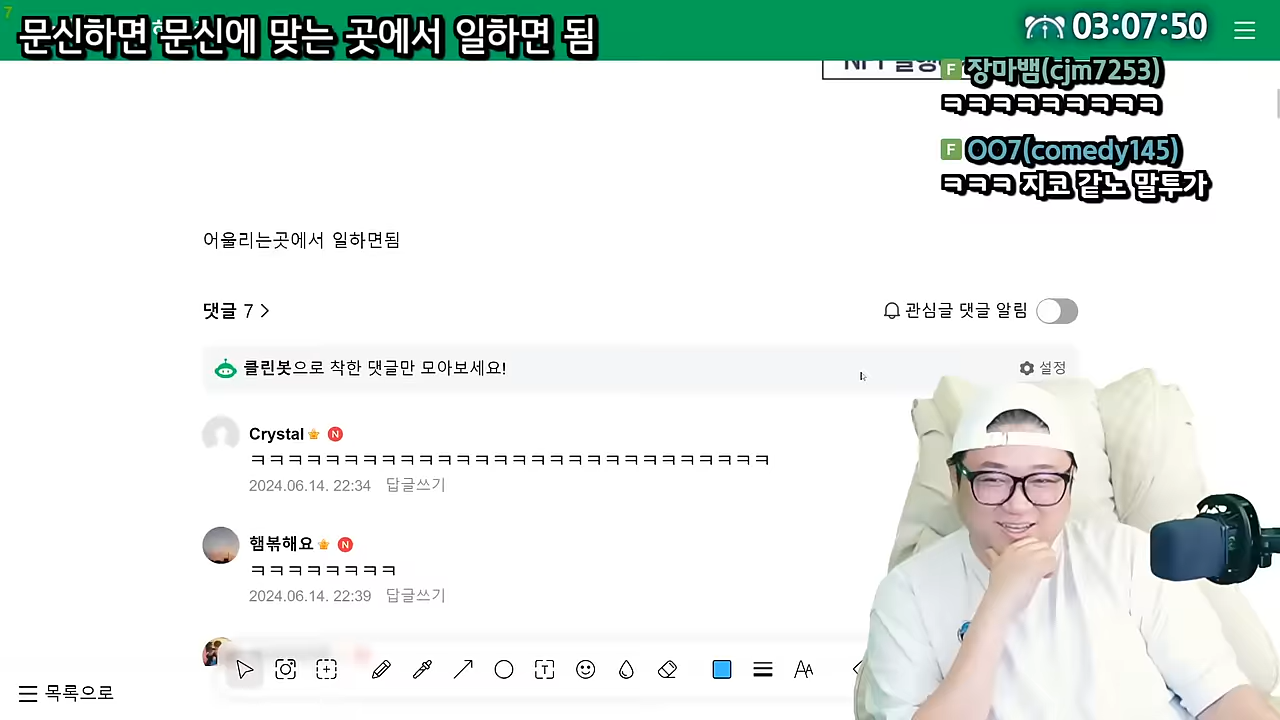 7
문신하면 문신에 맞는 곳에서 일하면 됨
03:07:50
F 장마뱀(cjm7253)
ㅋㅋㅋㅋㅋㅋㅋㅋㅋ
F OO7(comedy145)
ㅋㅋㅋ 지코 같노 말투가
어울리는곳에서 일하면됨
댓글 7 >
관심글 댓글 알림
클린봇으로 착한 댓글만 모아보세요!
설정
Crystal N
ㅋㅋㅋㅋㅋㅋㅋㅋㅋㅋㅋㅋㅋㅋㅋㅋㅋㅋㅋㅋㅋㅋㅋㅋㅋㅋㅋㅋ
2024.06.14. 22:34 답글쓰기
햄볶해요 N
ㅋㅋㅋㅋㅋㅋㅋㅋ
2024.06.14. 22:39 답글쓰기
목록으로